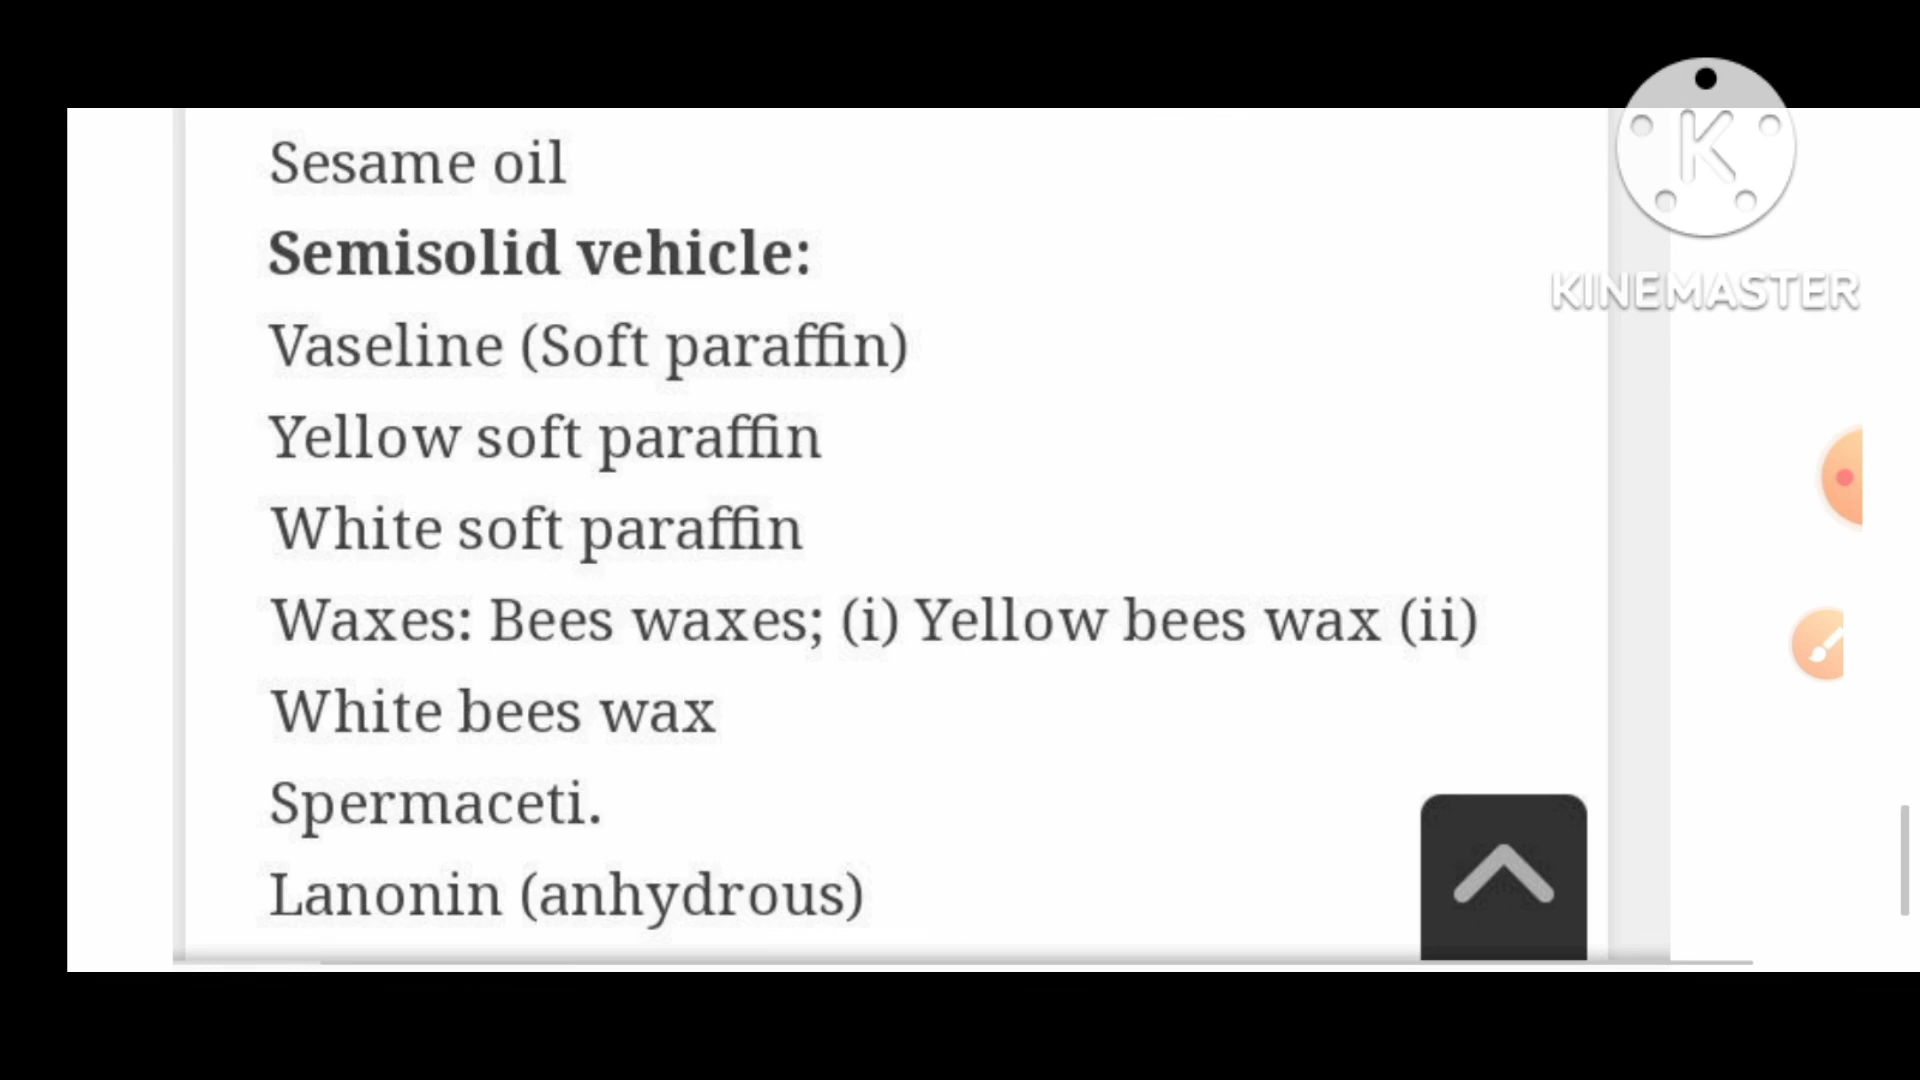 Sesame oil
Semisolid vehicle:
Vaseline (Soft paraffin)
Yellow soft paraffin
White soft paraffin
Waxes: Bees waxes; (i) Yellow bees wax (ii)
White bees wax
Spermaceti.
Lanonin (anhydrous)
K
KINEMASTER